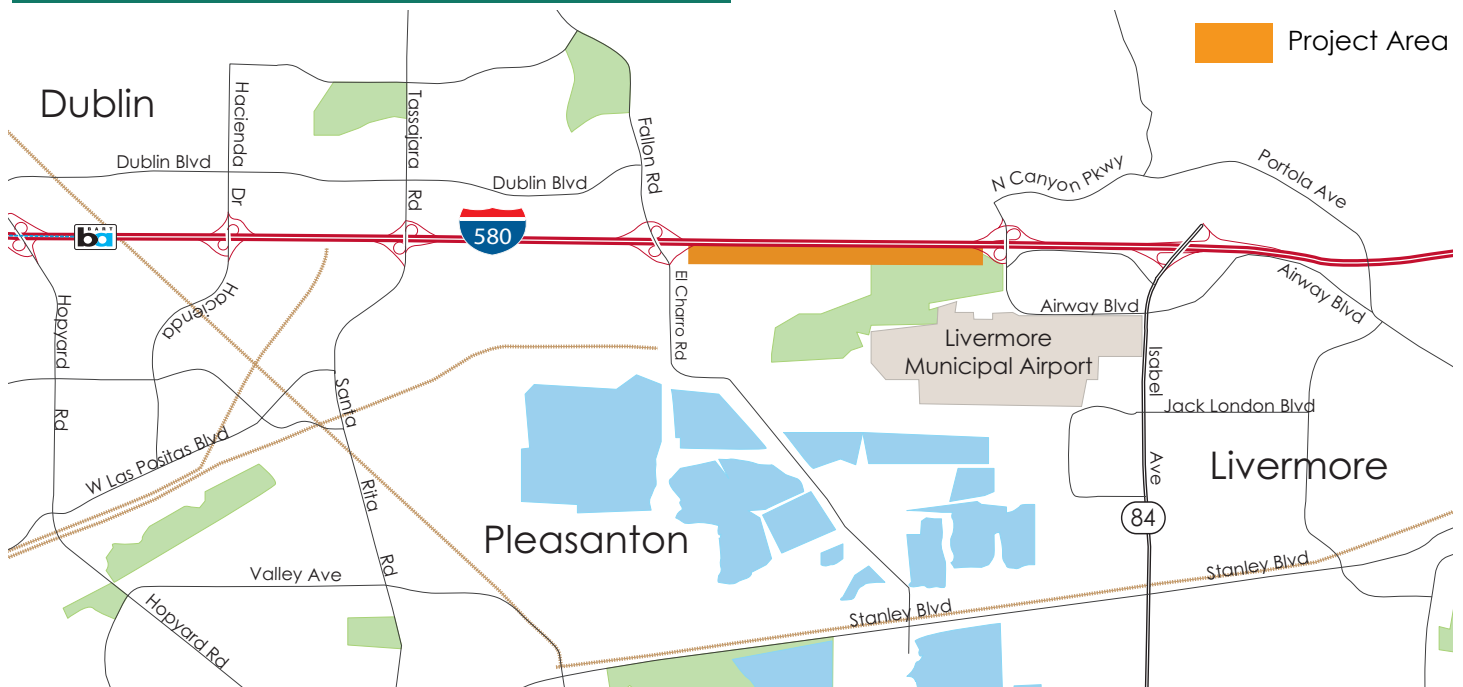 Project Area
Dublin
Hacienda Dr
Tassajara Rd
Fallon Rd
Dublin Blvd
Dublin Blvd
N Canyon Pkwy
Portola Ave
BART
ba
580
Hopyard Rd
Hacienda
El Charro Rd
Airway Blvd
Airway Blvd
Livermore
Municipal Airport
Isabel Ave
Santa Rita Rd
Jack London Blvd
W Las Positas Blvd
Livermore
Pleasanton
84
Valley Ave
Stanley Blvd
Stanley Blvd
Hopyard Rd